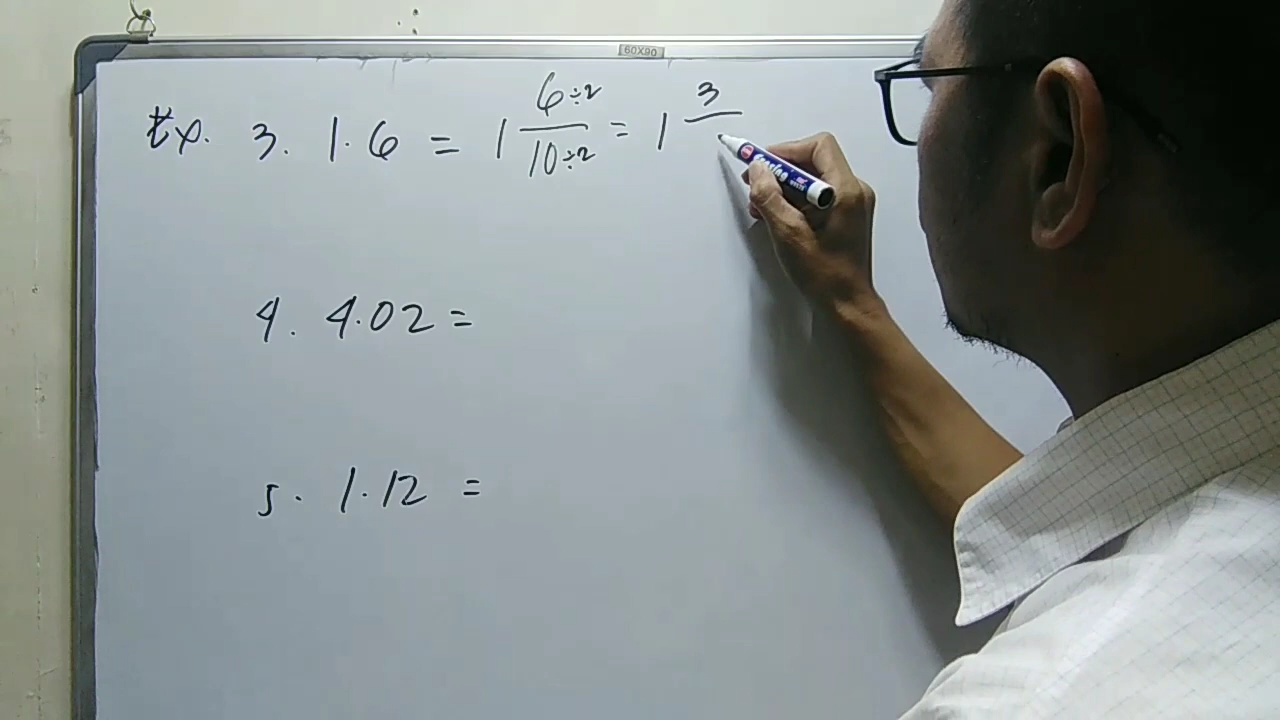 60X90
Ex. 3. 1.6 = 1 6÷2/10÷2 = 1 3/
4. 4.02 =
5. 1.12 =